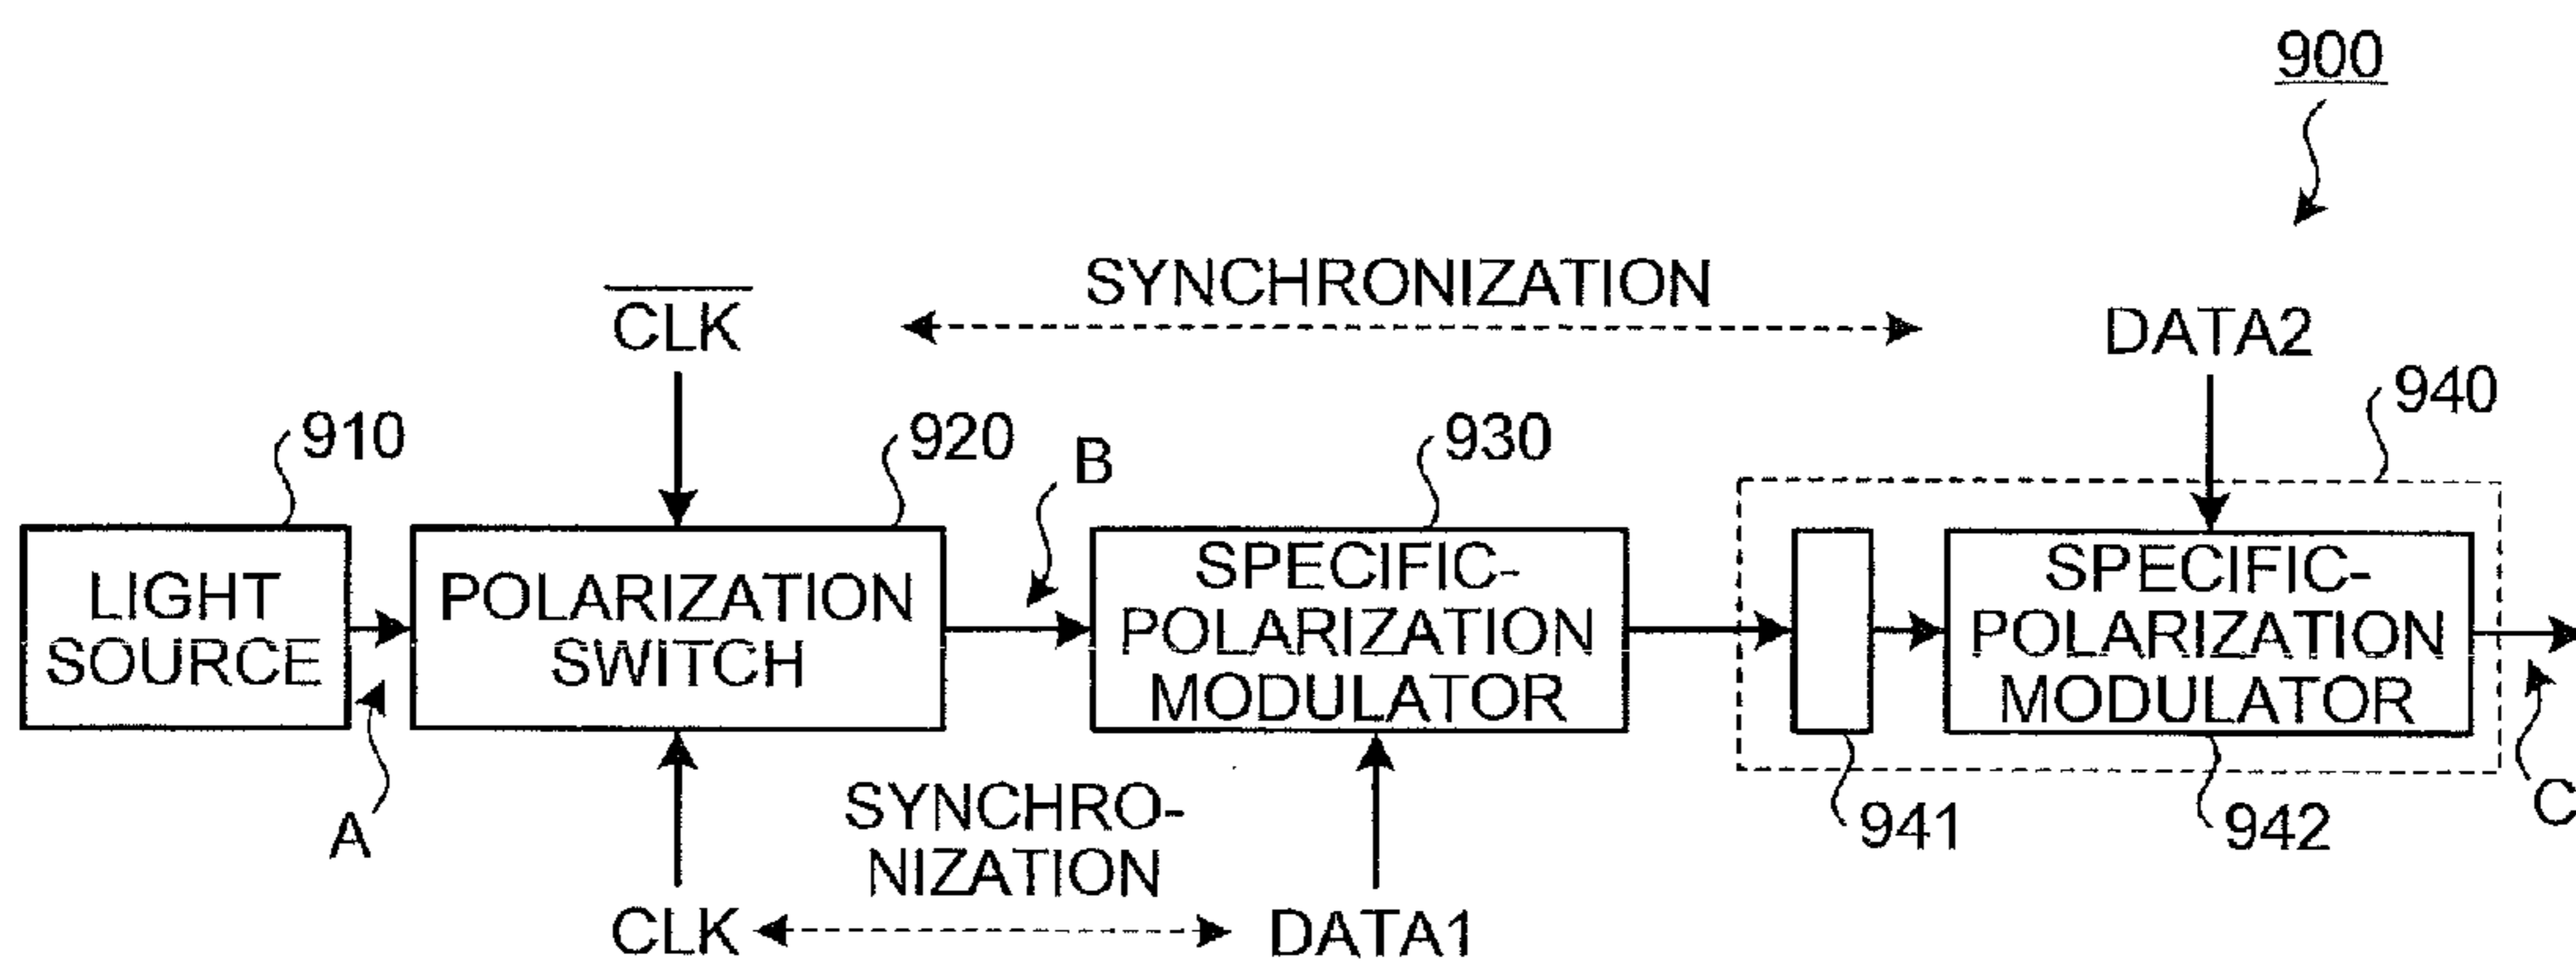 900
SYNCHRONIZATION
CLK
DATA2
910
920
B
930
940
LIGHT
SOURCE
POLARIZATION
SWITCH
SPECIFIC-
POLARIZATION
MODULATOR
SPECIFIC-
POLARIZATION
MODULATOR
A
SYNCHRO-
NIZATION
941
942
C
CLK
DATA1